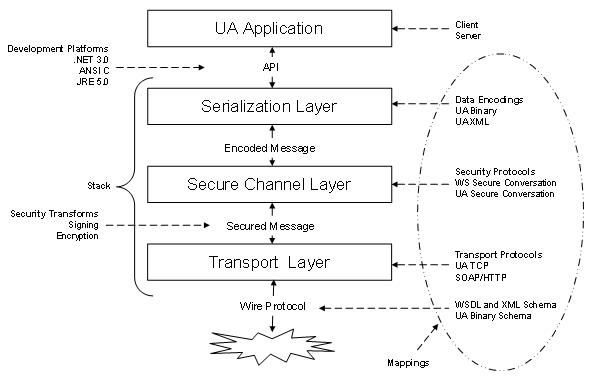 UA Application
Client
Server
Development Platforms
.NET 3.0
ANSI C
JRE 5.0
API
Serialization Layer
Data Encodings
UA Binary
UA XML
Encoded Message
Stack
Secure Channel Layer
Security Protocols
WS Secure Conversation
UA Secure Conversation
Security Transforms
Signing
Encryption
Secured Message
Transport Layer
Transport Protocols
UA TCP
SOAP/HTTP
Wire Protocol
WSDL and XML Schema
UA Binary Schema
Mappings